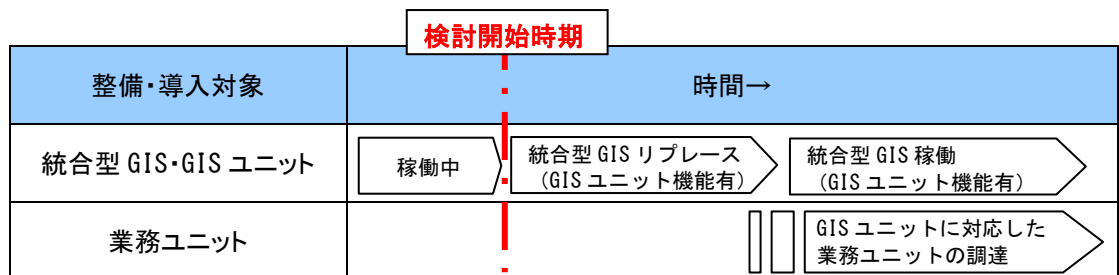 検討開始時期
整備・導入対象
時間→
統合型 GIS・GIS ユニット
稼働中
統合型 GIS リプレース
（GIS ユニット機能有）
統合型 GIS 稼働
（GIS ユニット機能有）
業務ユニット
GIS ユニットに対応した
業務ユニットの調達